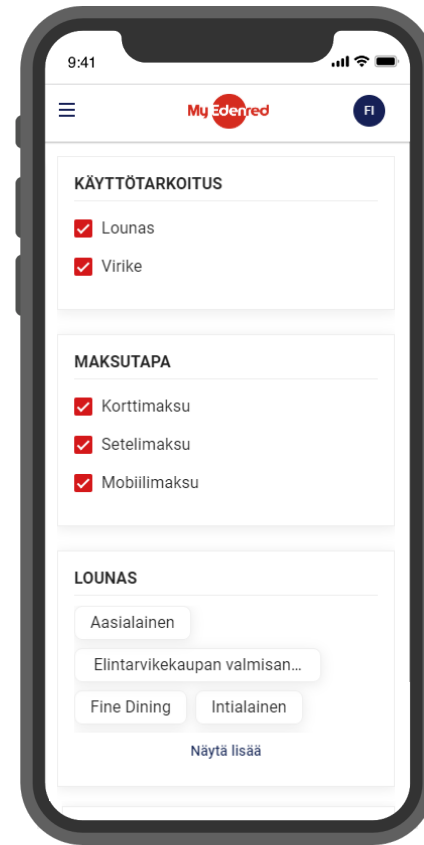 9:41
My Edenred
FI
KÄYTTÖTARKOITUS
Lounas
Virike
MAKSUTAPA
Korttimaksu
Setelimaksu
Mobiilimaksu
LOUNAS
Aasialainen
Elintarvikekaupan valmisan...
Fine Dining Intialainen
Näytä lisää